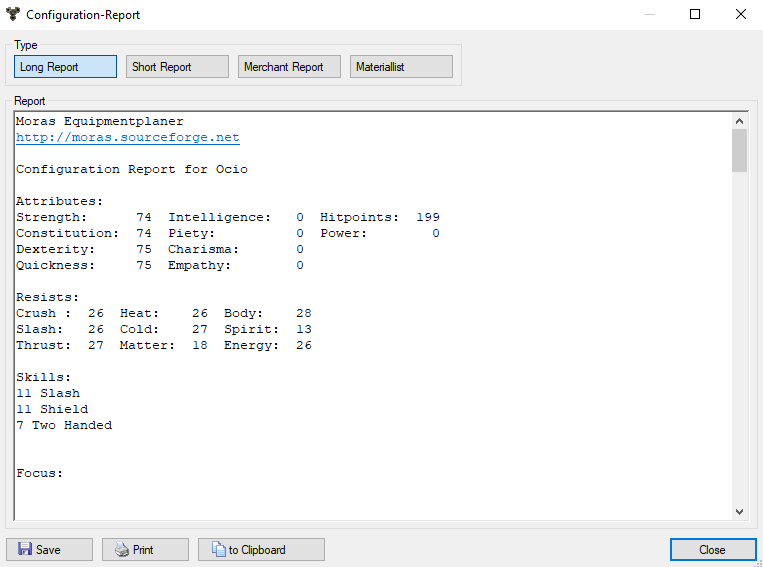 Configuration-Report
Type
Long Report
Short Report
Merchant Report
Materiallist
Report
Moras Equipmentplaner
http://moras.sourceforge.net
Configuration Report for Ocio
Attributes:
Strength: 74 Intelligence: 0 Hitpoints: 199
Constitution: 74 Piety: 0 Power: 0
Dexterity: 75 Charisma: 0
Quickness: 75 Empathy: 0
Resists:
Crush : 26 Heat: 26 Body: 28
Slash: 26 Cold: 27 Spirit: 13
Thrust: 27 Matter: 18 Energy: 26
Skills:
11 Slash
11 Shield
7 Two Handed
Focus:
Save
Print
to Clipboard
Close